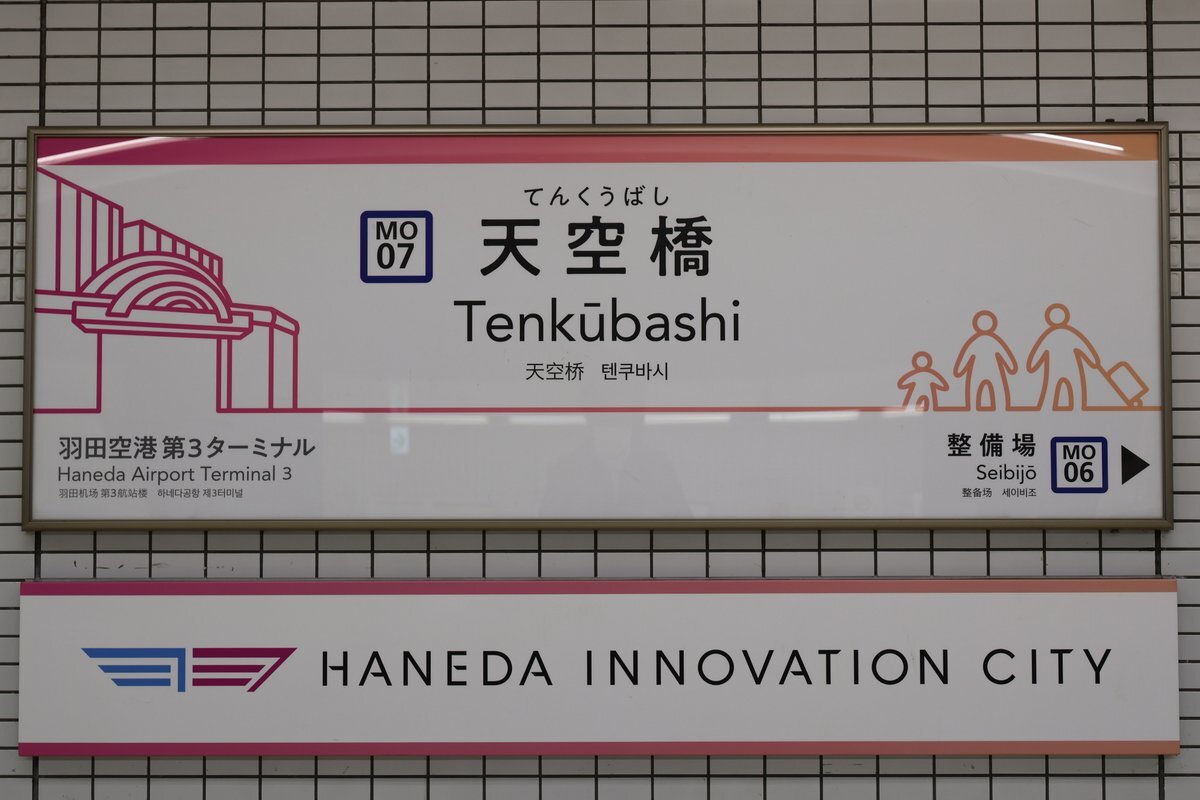 てんくうばし
MO
07
天空橋
Tenkūbashi
天空桥 텐쿠바시
羽田空港第3ターミナル
Haneda Airport Terminal 3
羽田机场 第3航站楼 하네다공항 제3터미널
整備場
Seibijō
整备场 세이비조
MO
06
HANEDA INNOVATION CITY